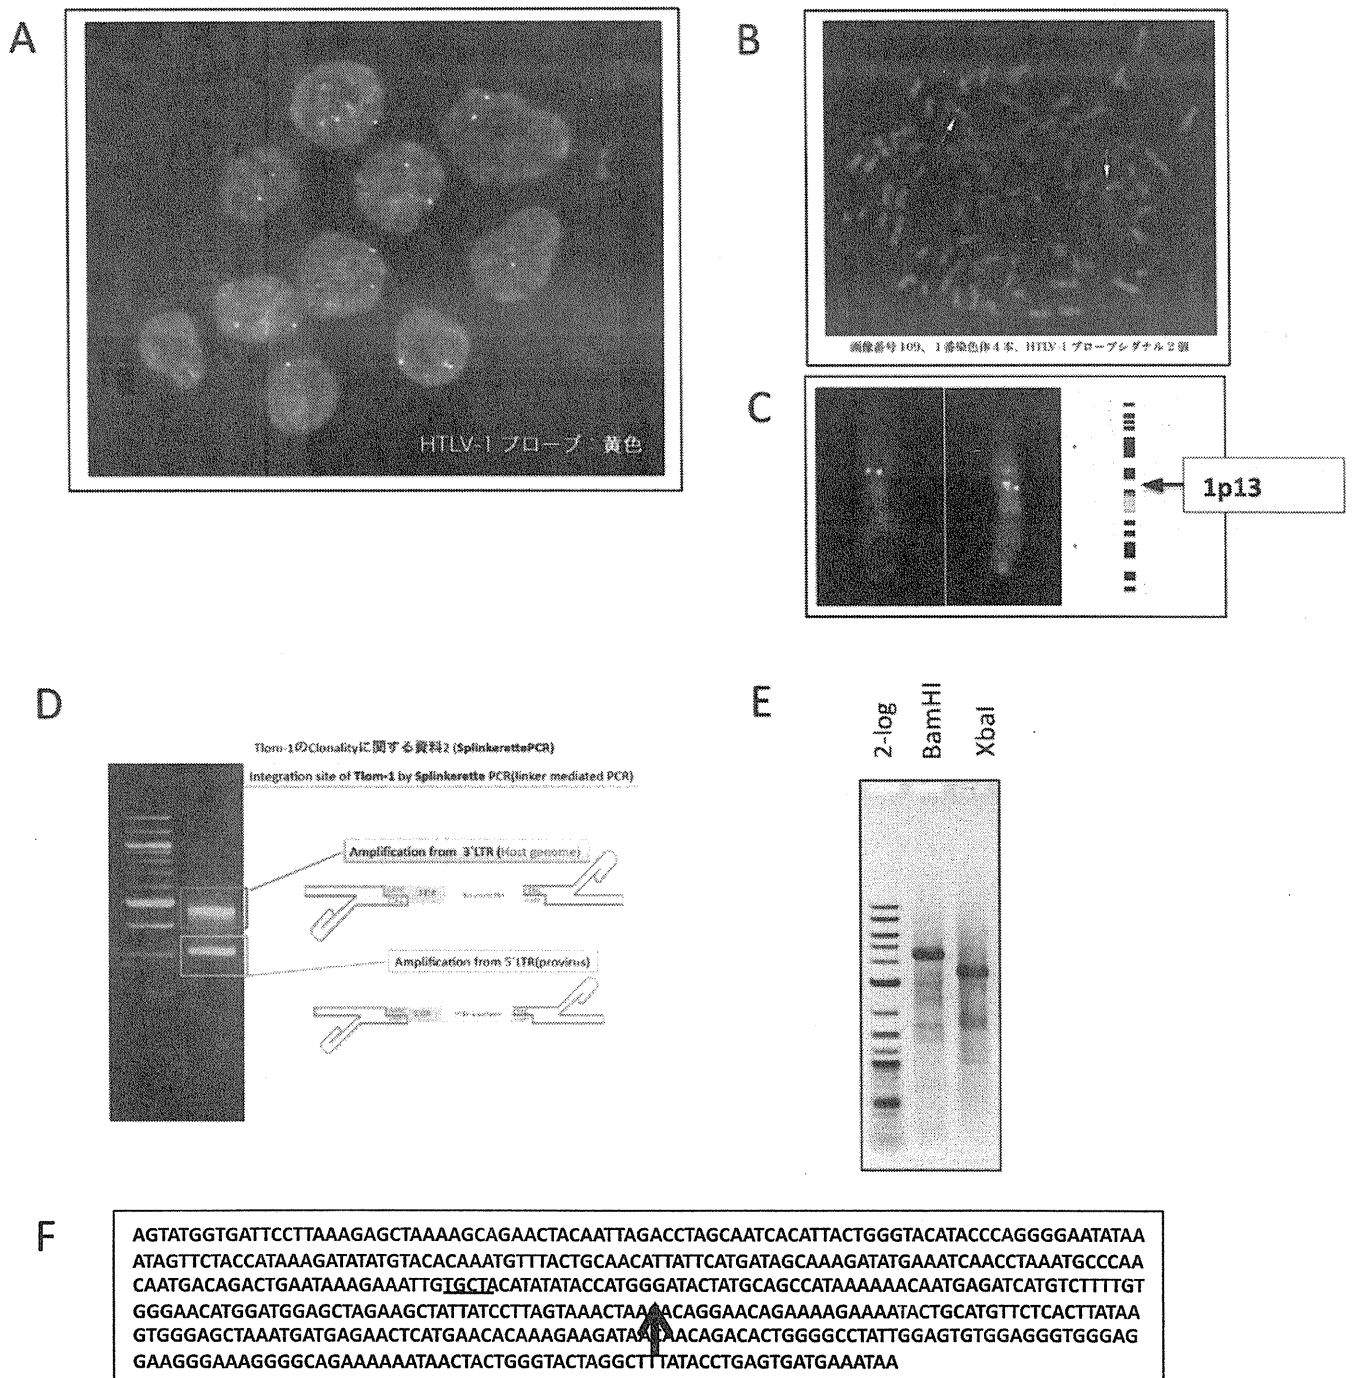 A
HTLV-1 プローブ：黄色
B
画像番号109、1番染色体4本、HTLV-1プローブシグナル2個
C
1p13
D
Tlom-1のClonalityに関する資料2 (SplinkerettePCR)
Integration site of Tlom-1 by Splinkerette PCR(linker mediated PCR)
Amplification from 3'LTR (Host genome)
Amplification from 5'LTR(provirus)
E
2-log
BamHI
XbaI
F
AGTATGGTGATTCCTTAAAGAGCTAAAAGCAGAACTACAATTAGACCTAGCAATCACATTACTGGGTACATACCCAGGGGAATATAA
ATAGTTCTACCATAAAGATATATGTACACAAATGTTTACTGCAACATTATTCATGATAGCAAAGATATGAAATCAACCTAAATGCCCAA
CAATGACAGACTGAATAAAGAAATTGTGCTACATATATACCATGGGATACTATGCAGCCATAAAAAACAATGAGATCATGTCTTTTGT
GGGAACATGGATGGAGCTAGAAGCTATTATCCTTAGTAAACTAA ACAGGAACAGAAAAGAAAATACTGCATGTTCTCACTTATAA
GTGGGAGCTAAATGATGAGAACTCATGAACACAAAGAAGATAA AACAGACACTGGGGCCTATTGGAGTGTGGAGGGTGGGAG
GAAGGGAAAGGGGCAGAAAAAATAACTACTGGGTACTAGGCTTTATACCTGAGTGATGAAATAA